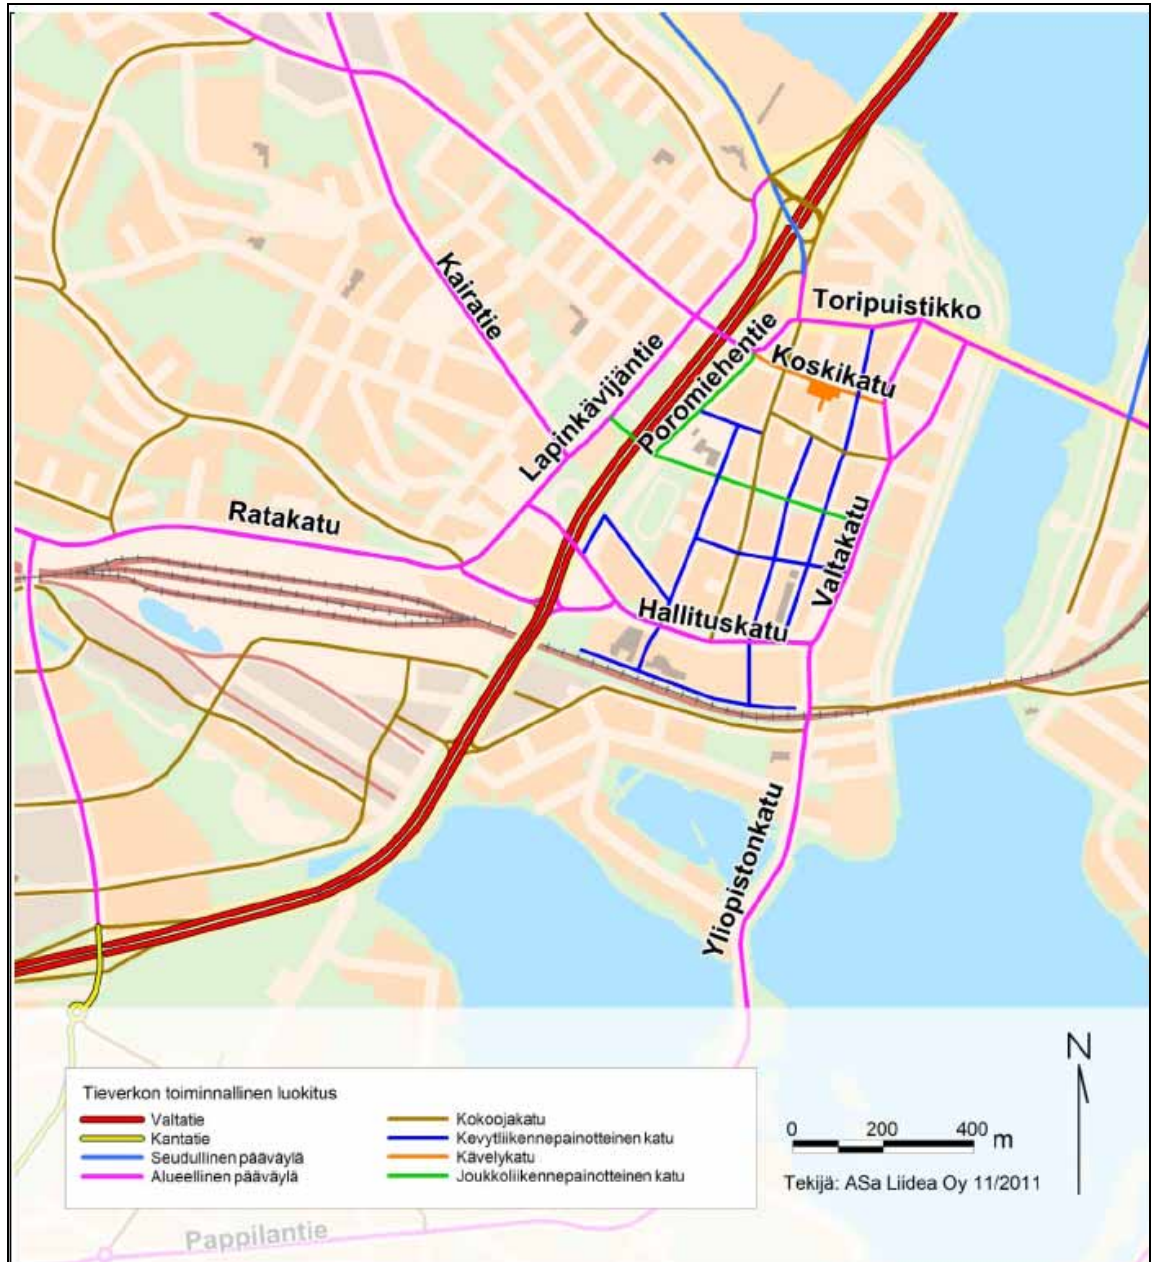 Toripuistikko
Kairatie
Koskikatu
Poromiehentie
Lapinkävijäntie
Ratakatu
Valtakatu
Hallituskatu
Yliopistonkatu
N
Tieverkon toiminnallinen luokitus
Valtatie
Kantatie
Seudullinen pääväylä
Alueellinen pääväylä
Kokoojakatu
Kevytliikennepainotteinen katu
Kävelykatu
Joukkoliikennepainotteinen katu
0 200 400 m
Tekijä: ASa Liidea Oy 11/2011
Pappilantie